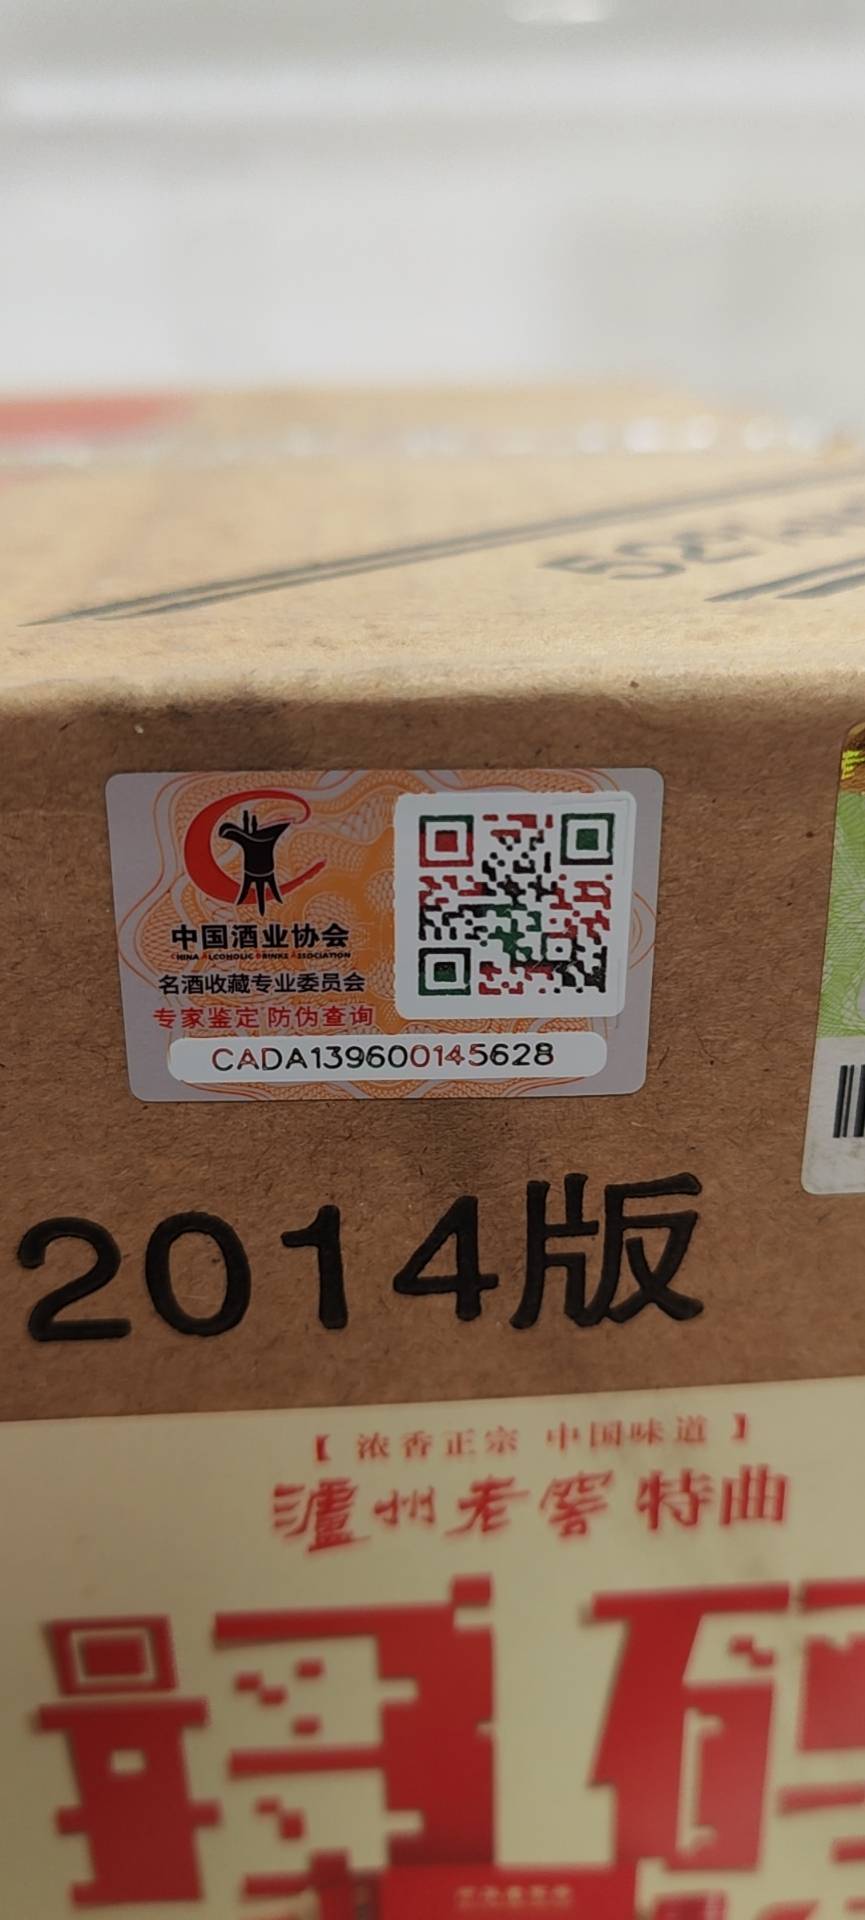 52
中国酒业协会
CHINA ALCOHOLIC DRINKS ASSOCIATION
名酒收藏专业委员会
专家鉴定 防伪查询
CADA139600145628
2014版
【 浓香正宗 中国味道 】
泸州老窖 特曲